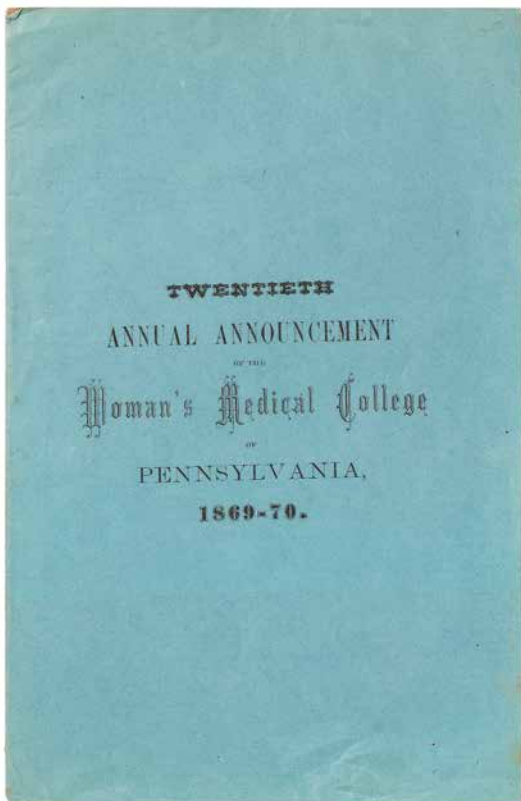 TWENTIETH
ANNUAL ANNOUNCEMENT
OF THE
Woman's Medical College
OF
PENNSYLVANIA,
1869-70.